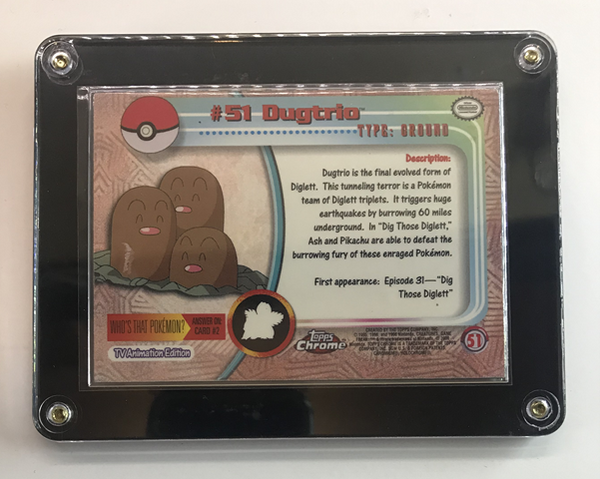 #51 Dugtrio
TYPE: GROUND
Description:
Dugtrio is the final evolved form of
Diglett. This tunneling terror is a Pokémon
team of Diglett triplets. It triggers huge
earthquakes by burrowing 60 miles
underground. In "Dig Those Diglett,"
Ash and Pikachu are able to defeat the
burrowing fury of these enraged Pokémon.
First appearance: Episode 31—"Dig
Those Diglett"
WHO'S THAT POKÉMON?
ANSWER ON
CARD #2
TV Animation Edition
Topps
Chrome
51